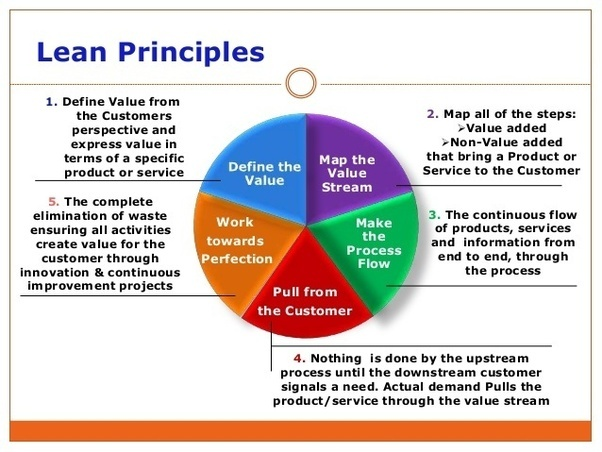 Lean Principles
1. Define Value from
the Customers
perspective and
express value in
terms of a specific
product or service
2. Map all of the steps:
➢Value added
➢Non-Value added
that bring a Product or
Service to the Customer
Define the
Value
Map the
Value
Stream
5. The complete
elimination of waste
ensuring all activities
create value for the
customer through
innovation & continuous
improvement projects
Work
towards
Perfection
Make
the
Process
Flow
3. The continuous flow
of products, services
and information from
end to end, through
the process
Pull from
the Customer
4. Nothing is done by the upstream
process until the downstream customer
signals a need. Actual demand Pulls the
product/service through the value stream